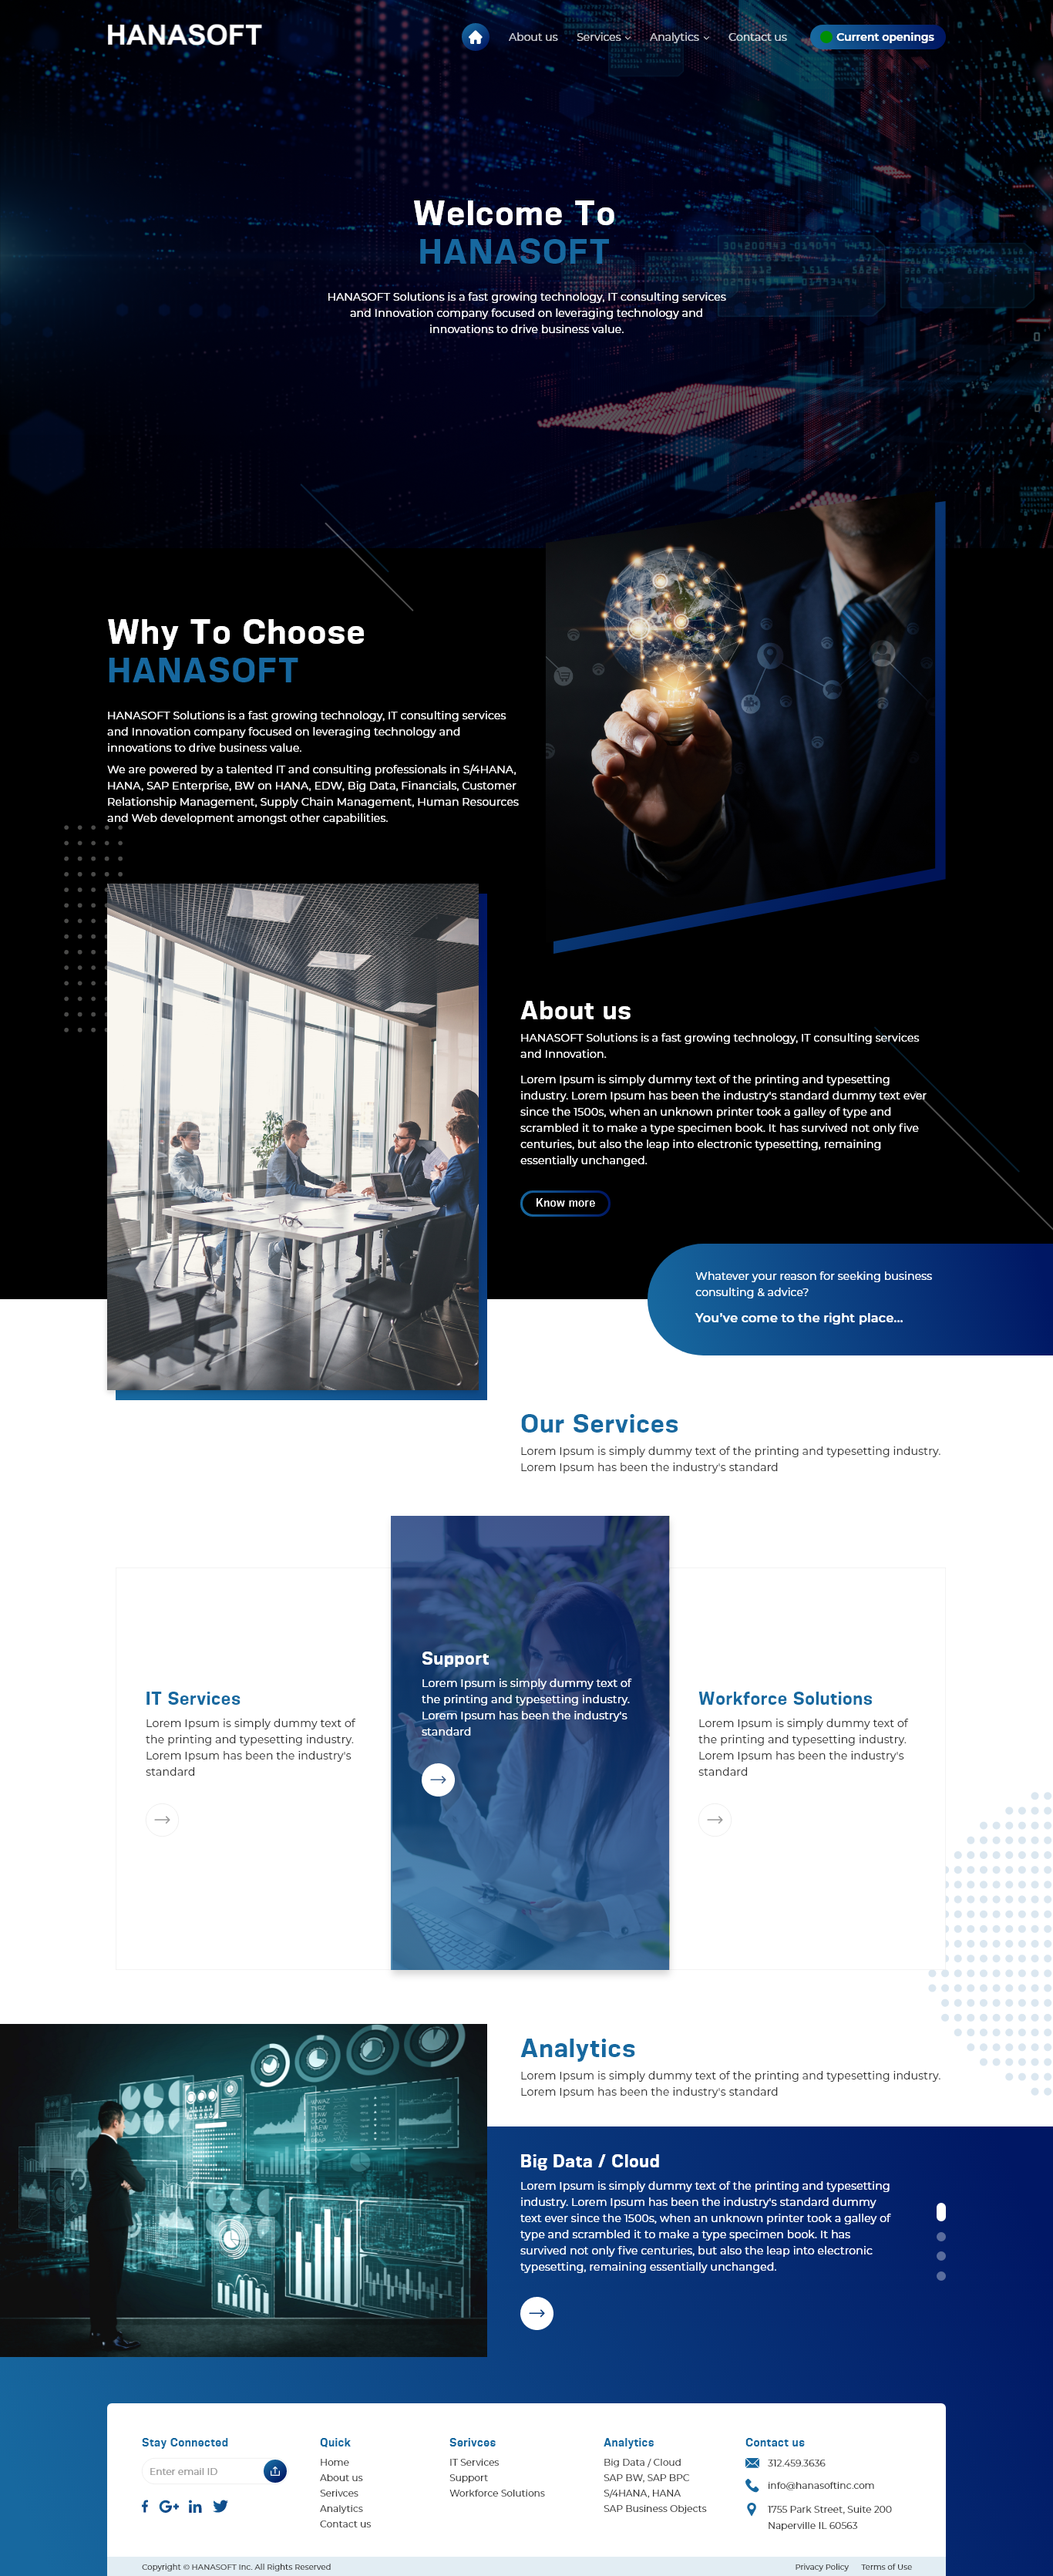 HANASOFT
About us
Services
Analytics
Contact us
Current openings
Welcome To
HANASOFT
HANASOFT Solutions is a fast growing technology, IT consulting services
and Innovation company focused on leveraging technology and
innovations to drive business value.
Why To Choose
HANASOFT
HANASOFT Solutions is a fast growing technology, IT consulting services
and Innovation company focused on leveraging technology and
innovations to drive business value.
We are powered by a talented IT and consulting professionals in S/4HANA,
HANA, SAP Enterprise, BW on HANA, EDW, Big Data, Financials, Customer
Relationship Management, Supply Chain Management, Human Resources
and Web development amongst other capabilities.
About us
HANASOFT Solutions is a fast growing technology, IT consulting services
and Innovation.
Lorem Ipsum is simply dummy text of the printing and typesetting
industry. Lorem Ipsum has been the industry's standard dummy text ever
since the 1500s, when an unknown printer took a galley of type and
scrambled it to make a type specimen book. It has survived not only five
centuries, but also the leap into electronic typesetting, remaining
essentially unchanged.
Know more
Whatever your reason for seeking business
consulting & advice?
You've come to the right place...
Our Services
Lorem Ipsum is simply dummy text of the printing and typesetting industry.
Lorem Ipsum has been the industry's standard
IT Services
Lorem Ipsum is simply dummy text of
the printing and typesetting industry.
Lorem Ipsum has been the industry's
standard
Support
Lorem Ipsum is simply dummy text of
the printing and typesetting industry.
Lorem Ipsum has been the industry's
standard
Workforce Solutions
Lorem Ipsum is simply dummy text of
the printing and typesetting industry.
Lorem Ipsum has been the industry's
standard
Analytics
Lorem Ipsum is simply dummy text of the printing and typesetting industry.
Lorem Ipsum has been the industry's standard
Big Data / Cloud
Lorem Ipsum is simply dummy text of the printing and typesetting
industry. Lorem Ipsum has been the industry's standard dummy
text ever since the 1500s, when an unknown printer took a galley of
type and scrambled it to make a type specimen book. It has
survived not only five centuries, but also the leap into electronic
typesetting, remaining essentially unchanged.
Stay Connected
Enter email ID
Quick
Home
About us
Serivces
Analytics
Contact us
Serivces
IT Services
Support
Workforce Solutions
Analytics
Big Data / Cloud
SAP BW, SAP BPC
S/4HANA, HANA
SAP Business Objects
Contact us
312.459.3636
info@hanasoftinc.com
1755 Park Street, Suite 200
Naperville IL 60563
Copyright © HANASOFT Inc. All Rights Reserved
Privacy Policy
Terms of Use